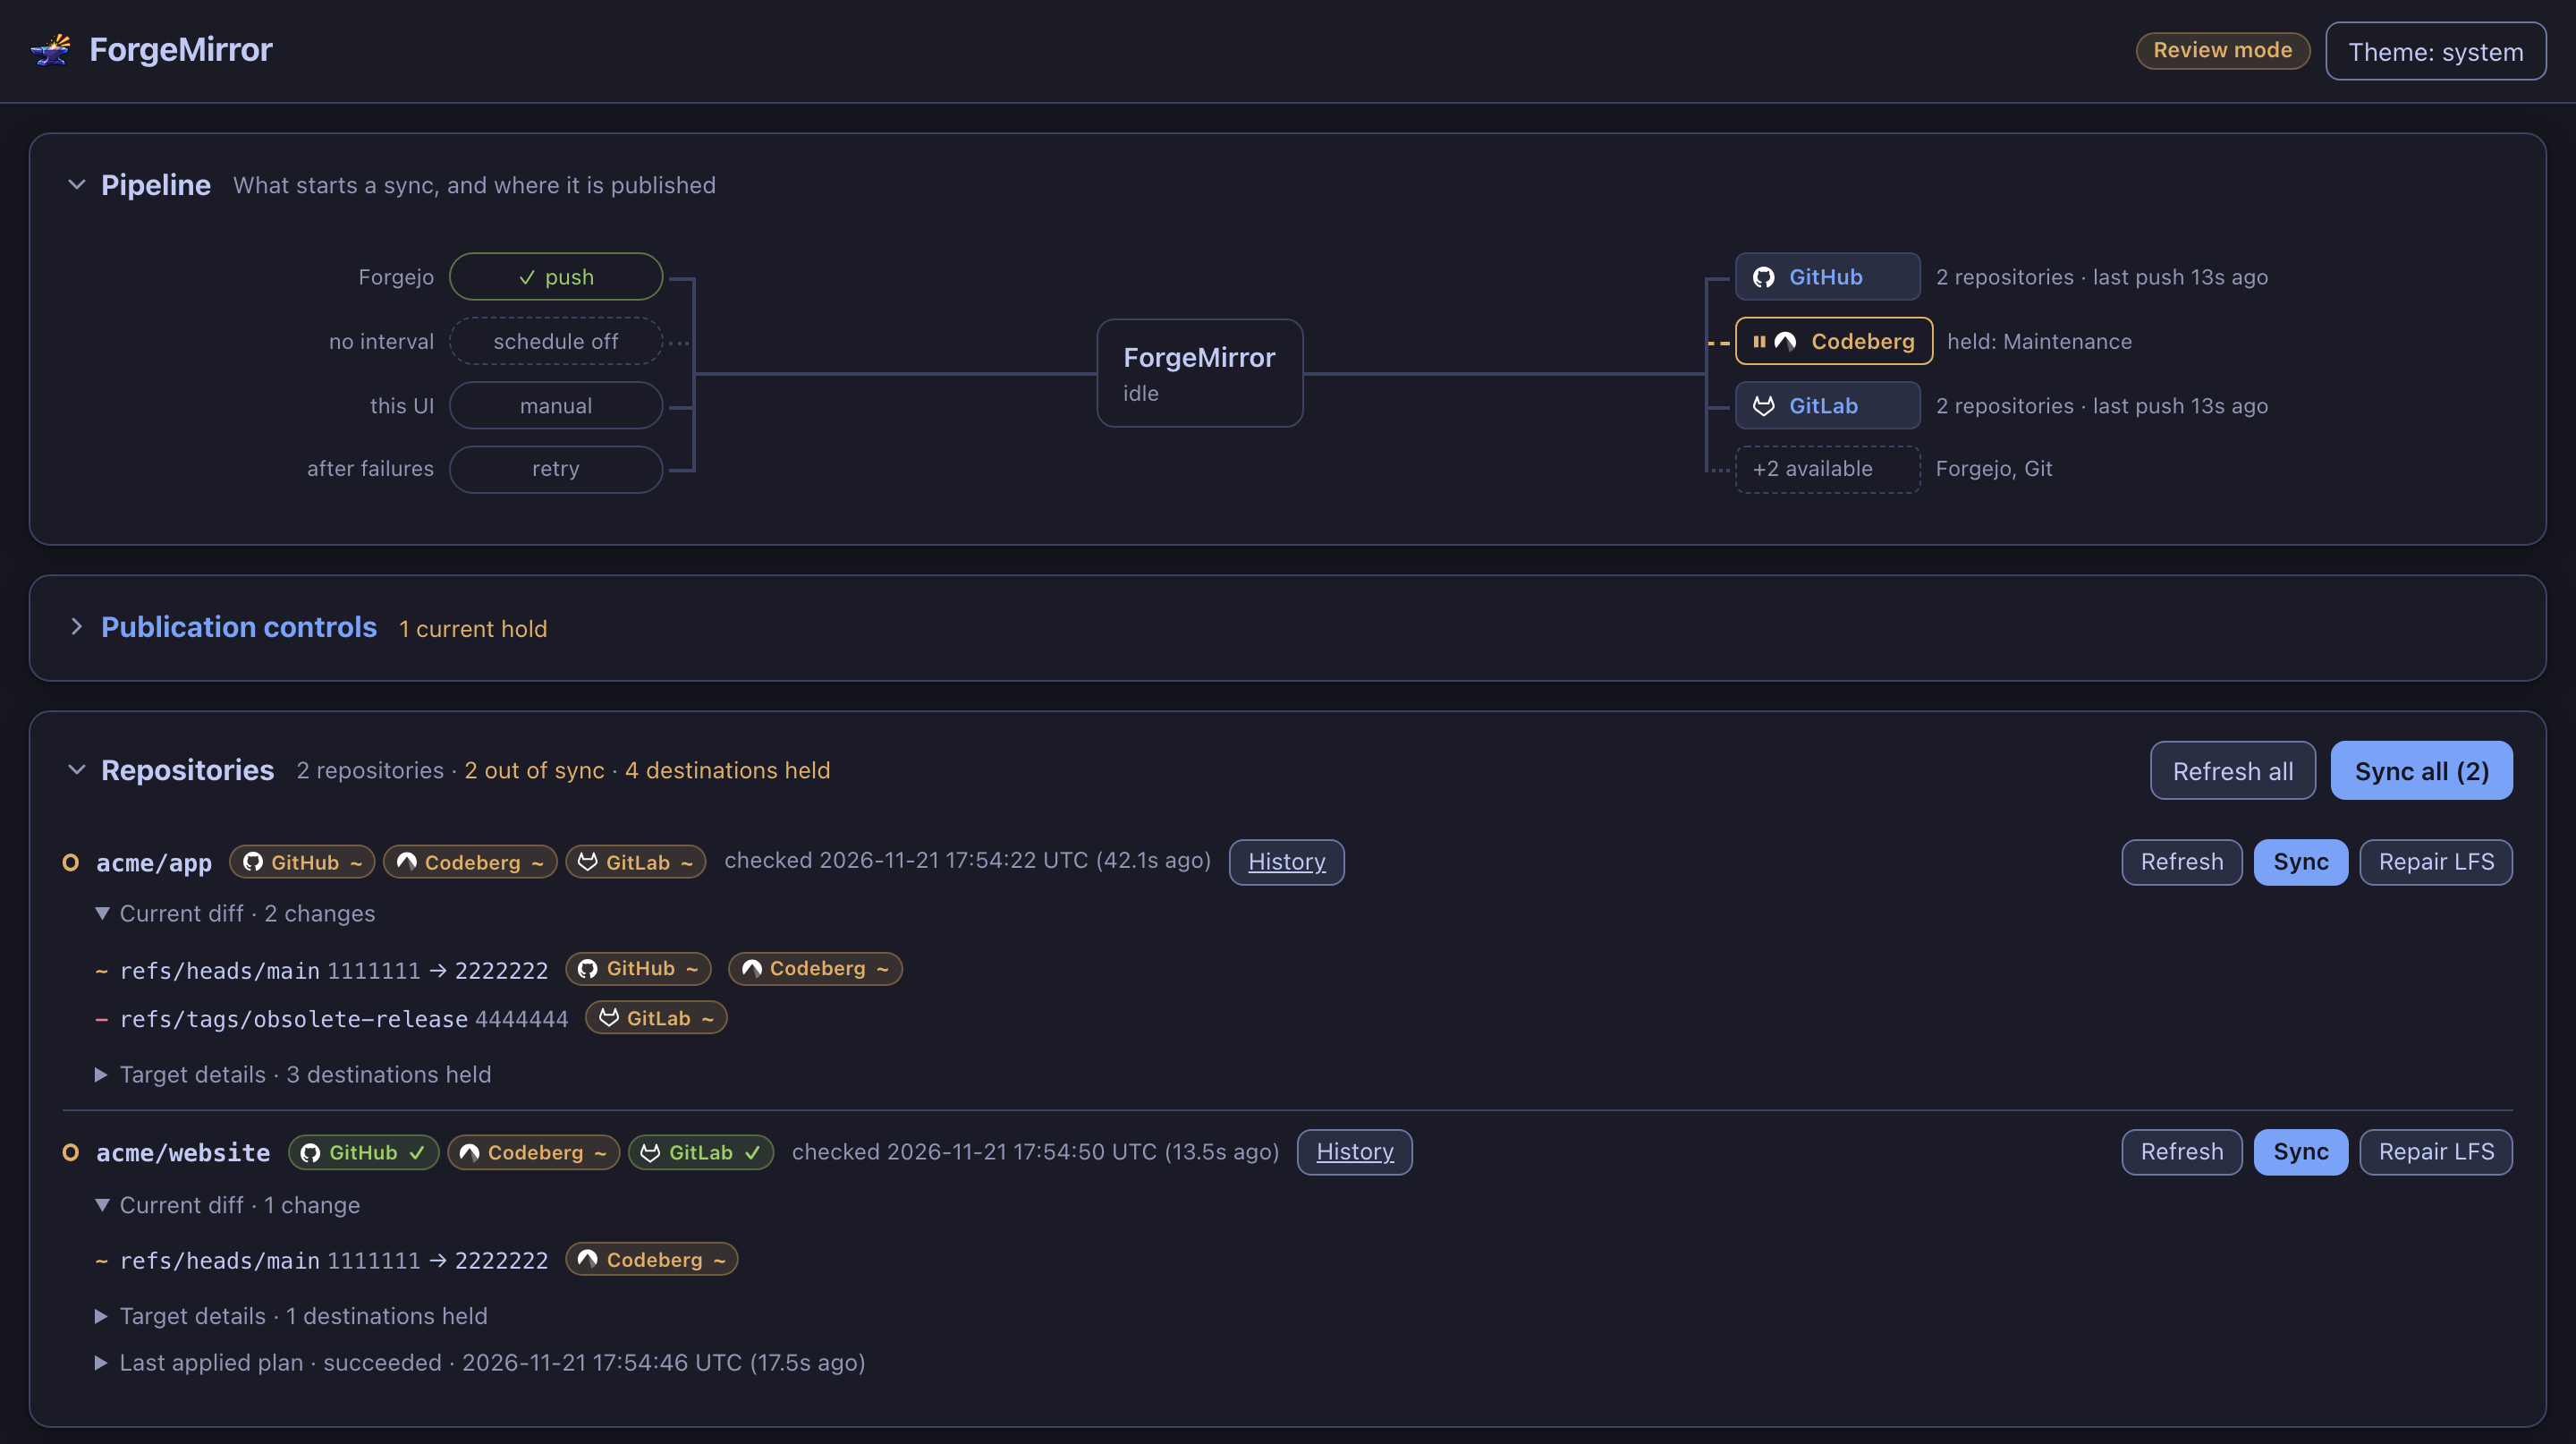 ForgeMirror
Review mode
Theme: system
Pipeline What starts a sync, and where it is published
Forgejo ✓ push
no interval schedule off
this UI manual
after failures retry
ForgeMirror
idle
GitHub 2 repositories · last push 13s ago
Codeberg held: Maintenance
GitLab 2 repositories · last push 13s ago
+2 available Forgejo, Git
Publication controls 1 current hold
Repositories 2 repositories · 2 out of sync · 4 destinations held Refresh all Sync all (2)
acme/app GitHub ~ Codeberg ~ GitLab ~ checked 2026-11-21 17:54:22 UTC (42.1s ago) History Refresh Sync Repair LFS
▼ Current diff · 2 changes
~ refs/heads/main 1111111 → 2222222 GitHub ~ Codeberg ~
− refs/tags/obsolete-release 4444444 GitLab ~
▶ Target details · 3 destinations held
acme/website GitHub ✓ Codeberg ~ GitLab ✓ checked 2026-11-21 17:54:50 UTC (13.5s ago) History Refresh Sync Repair LFS
▼ Current diff · 1 change
~ refs/heads/main 1111111 → 2222222 Codeberg ~
▶ Target details · 1 destinations held
▶ Last applied plan · succeeded · 2026-11-21 17:54:46 UTC (17.5s ago)